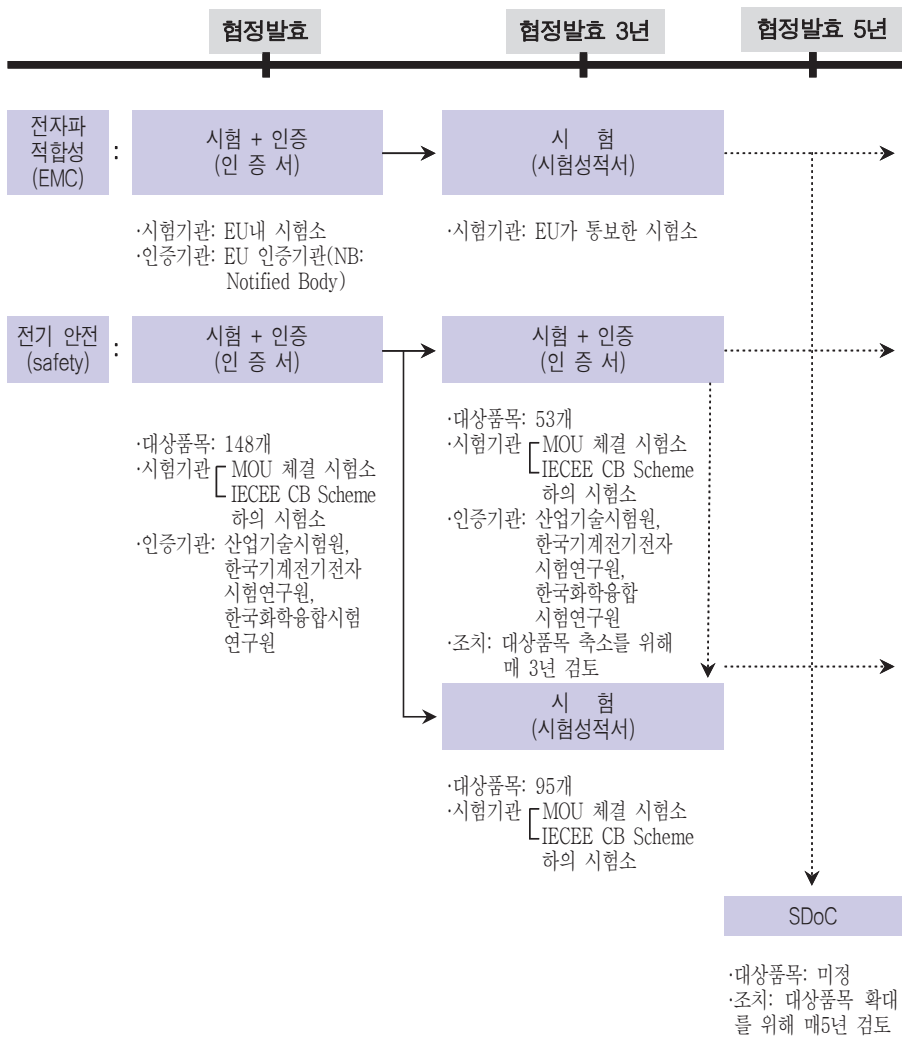 협정발효
협정발효 3년
협정발효 5년
전자파
적합성
(EMC)
:
시험 + 인증
(인 증 서)
시 험
(시험성적서)
·시험기관: EU내 시험소
·인증기관: EU 인증기관(NB:
Notified Body)
·시험기관: EU가 통보한 시험소
전기 안전
(safety)
:
시험 + 인증
(인 증 서)
시험 + 인증
(인 증 서)
·대상품목: 148개
·시험기관 MOU 체결 시험소
IECEE CB Scheme
하의 시험소
·인증기관: 산업기술시험원,
한국기계전기전자
시험연구원,
한국화학융합시험
연구원
·대상품목: 53개
·시험기관 MOU 체결 시험소
IECEE CB Scheme
하의 시험소
·인증기관: 산업기술시험원,
한국기계전기전자
시험연구원,
한국화학융합
시험연구원
·조치: 대상품목 축소를 위해
매 3년 검토
시 험
(시험성적서)
·대상품목: 95개
·시험기관 MOU 체결 시험소
IECEE CB Scheme
하의 시험소
SDoC
·대상품목: 미정
·조치: 대상품목 확대
를 위해 매5년 검토